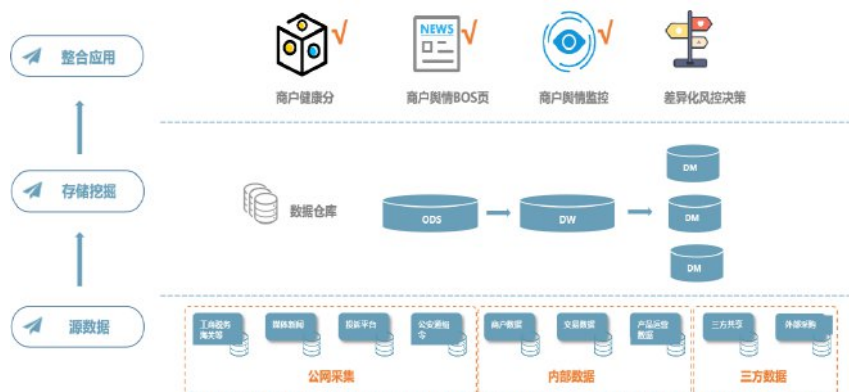 整合应用
NEWS
√
√
√
商户健康分
商户舆情BOS页
商户舆情监控
差异化风控决策
存储挖掘
数据仓库
ODS
DW
DM
DM
DM
源数据
工商税务
海关等
媒体新闻
投诉平台
公安通缉
令
商户数据
交易数据
产品运营
数据
三方共享
外部采购
公网采集
内部数据
三方数据